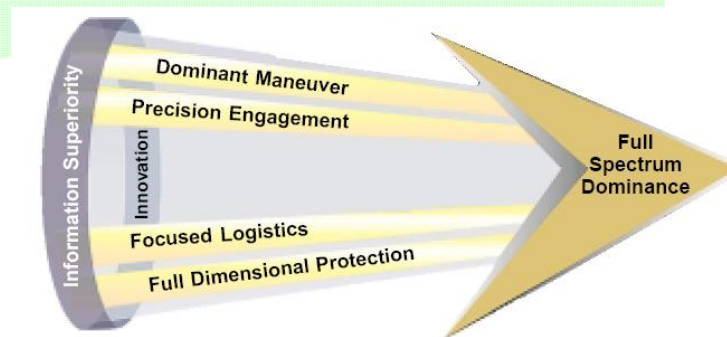 Information Superiority
Innovation
Dominant Maneuver
Precision Engagement
Focused Logistics
Full Dimensional Protection
Full
Spectrum
Dominance